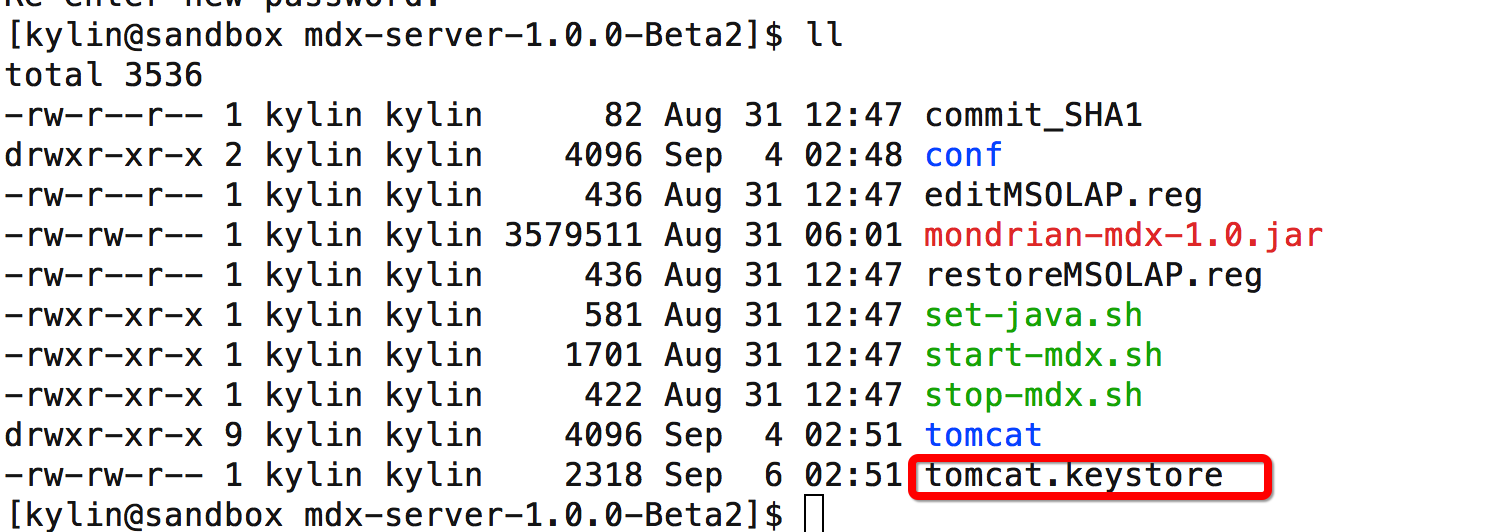 Re-enter new password:
[kylin@sandbox mdx-server-1.0.0-Beta2]$ ll
total 3536
-rw-r--r-- 1 kylin kylin      82 Aug 31 12:47 commit_SHA1
drwxr-xr-x 2 kylin kylin    4096 Sep  4 02:48 conf
-rw-r--r-- 1 kylin kylin     436 Aug 31 12:47 editMSOLAP.reg
-rw-rw-r-- 1 kylin kylin 3579511 Aug 31 06:01 mondrian-mdx-1.0.jar
-rw-r--r-- 1 kylin kylin     436 Aug 31 12:47 restoreMSOLAP.reg
-rwxr-xr-x 1 kylin kylin     581 Aug 31 12:47 set-java.sh
-rwxr-xr-x 1 kylin kylin    1701 Aug 31 12:47 start-mdx.sh
-rwxr-xr-x 1 kylin kylin     422 Aug 31 12:47 stop-mdx.sh
drwxr-xr-x 9 kylin kylin    4096 Sep  4 02:51 tomcat
-rw-rw-r-- 1 kylin kylin    2318 Sep  6 02:51 tomcat.keystore
[kylin@sandbox mdx-server-1.0.0-Beta2]$